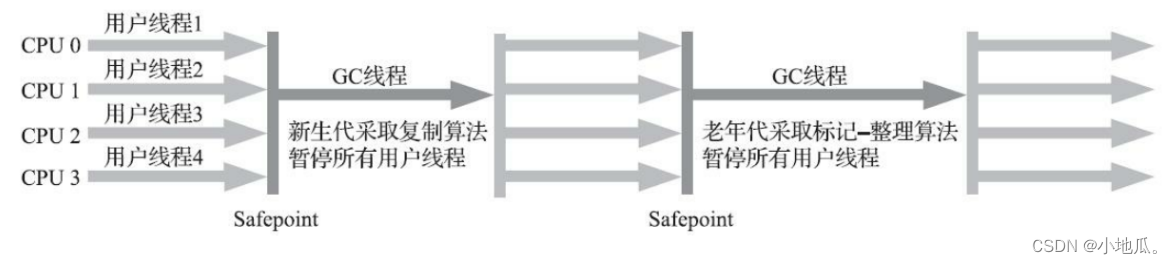 用户线程1
CPU 0
用户线程2
CPU 1
用户线程3
CPU 2
用户线程4
CPU 3
GC线程
新生代采取复制算法
暂停所有用户线程
Safepoint
GC线程
老年代采取标记–整理算法
暂停所有用户线程
Safepoint
CSDN @小地瓜。